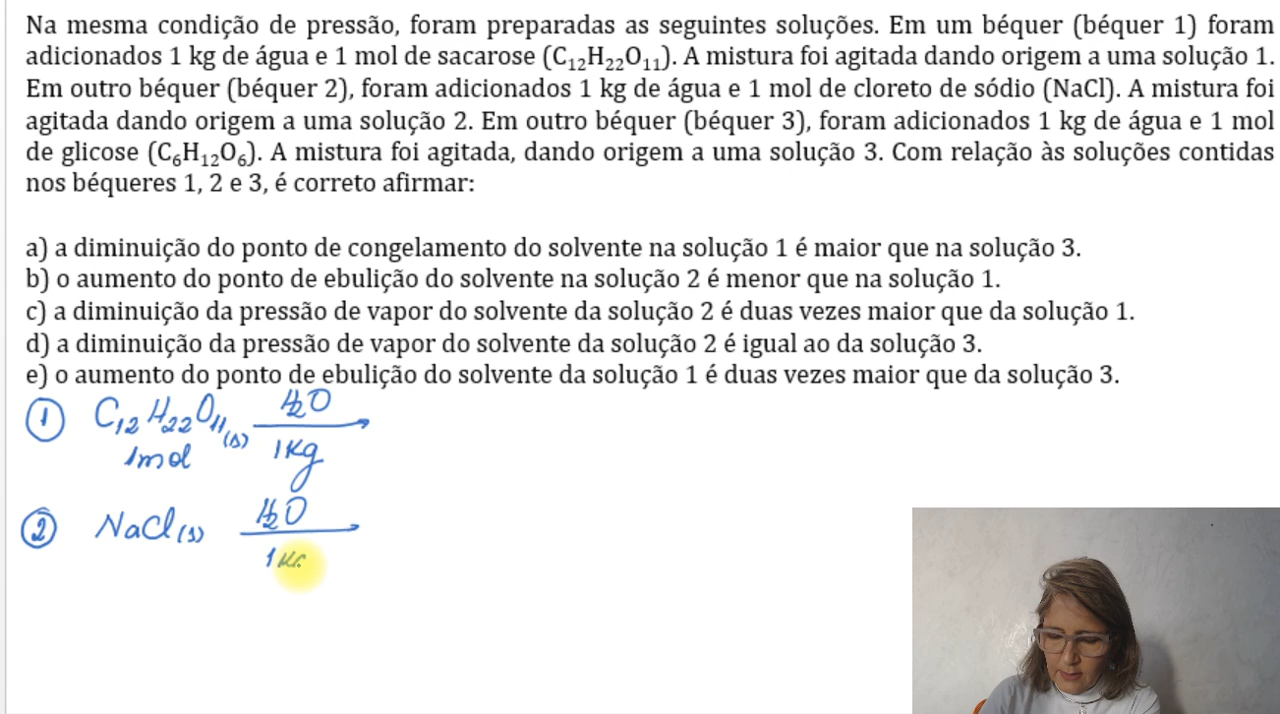 Na mesma condição de pressão, foram preparadas as seguintes soluções. Em um béquer (béquer 1) foram
adicionados 1 kg de água e 1 mol de sacarose (C₁₂H₂₂O₁₁). A mistura foi agitada dando origem a uma solução 1.
Em outro béquer (béquer 2), foram adicionados 1 kg de água e 1 mol de cloreto de sódio (NaCl). A mistura foi
agitada dando origem a uma solução 2. Em outro béquer (béquer 3), foram adicionados 1 kg de água e 1 mol
de glicose (C₆H₁₂O₆). A mistura foi agitada, dando origem a uma solução 3. Com relação às soluções contidas
nos béqueres 1, 2 e 3, é correto afirmar:
a) a diminuição do ponto de congelamento do solvente na solução 1 é maior que na solução 3.
b) o aumento do ponto de ebulição do solvente na solução 2 é menor que na solução 1.
c) a diminuição da pressão de vapor do solvente da solução 2 é duas vezes maior que da solução 1.
d) a diminuição da pressão de vapor do solvente da solução 2 é igual ao da solução 3.
e) o aumento do ponto de ebulição do solvente da solução 1 é duas vezes maior que da solução 3.
① C₁₂H₂₂O₁₁(s) H₂O
1mol 1Kg
② NaCl(s) H₂O
1 K